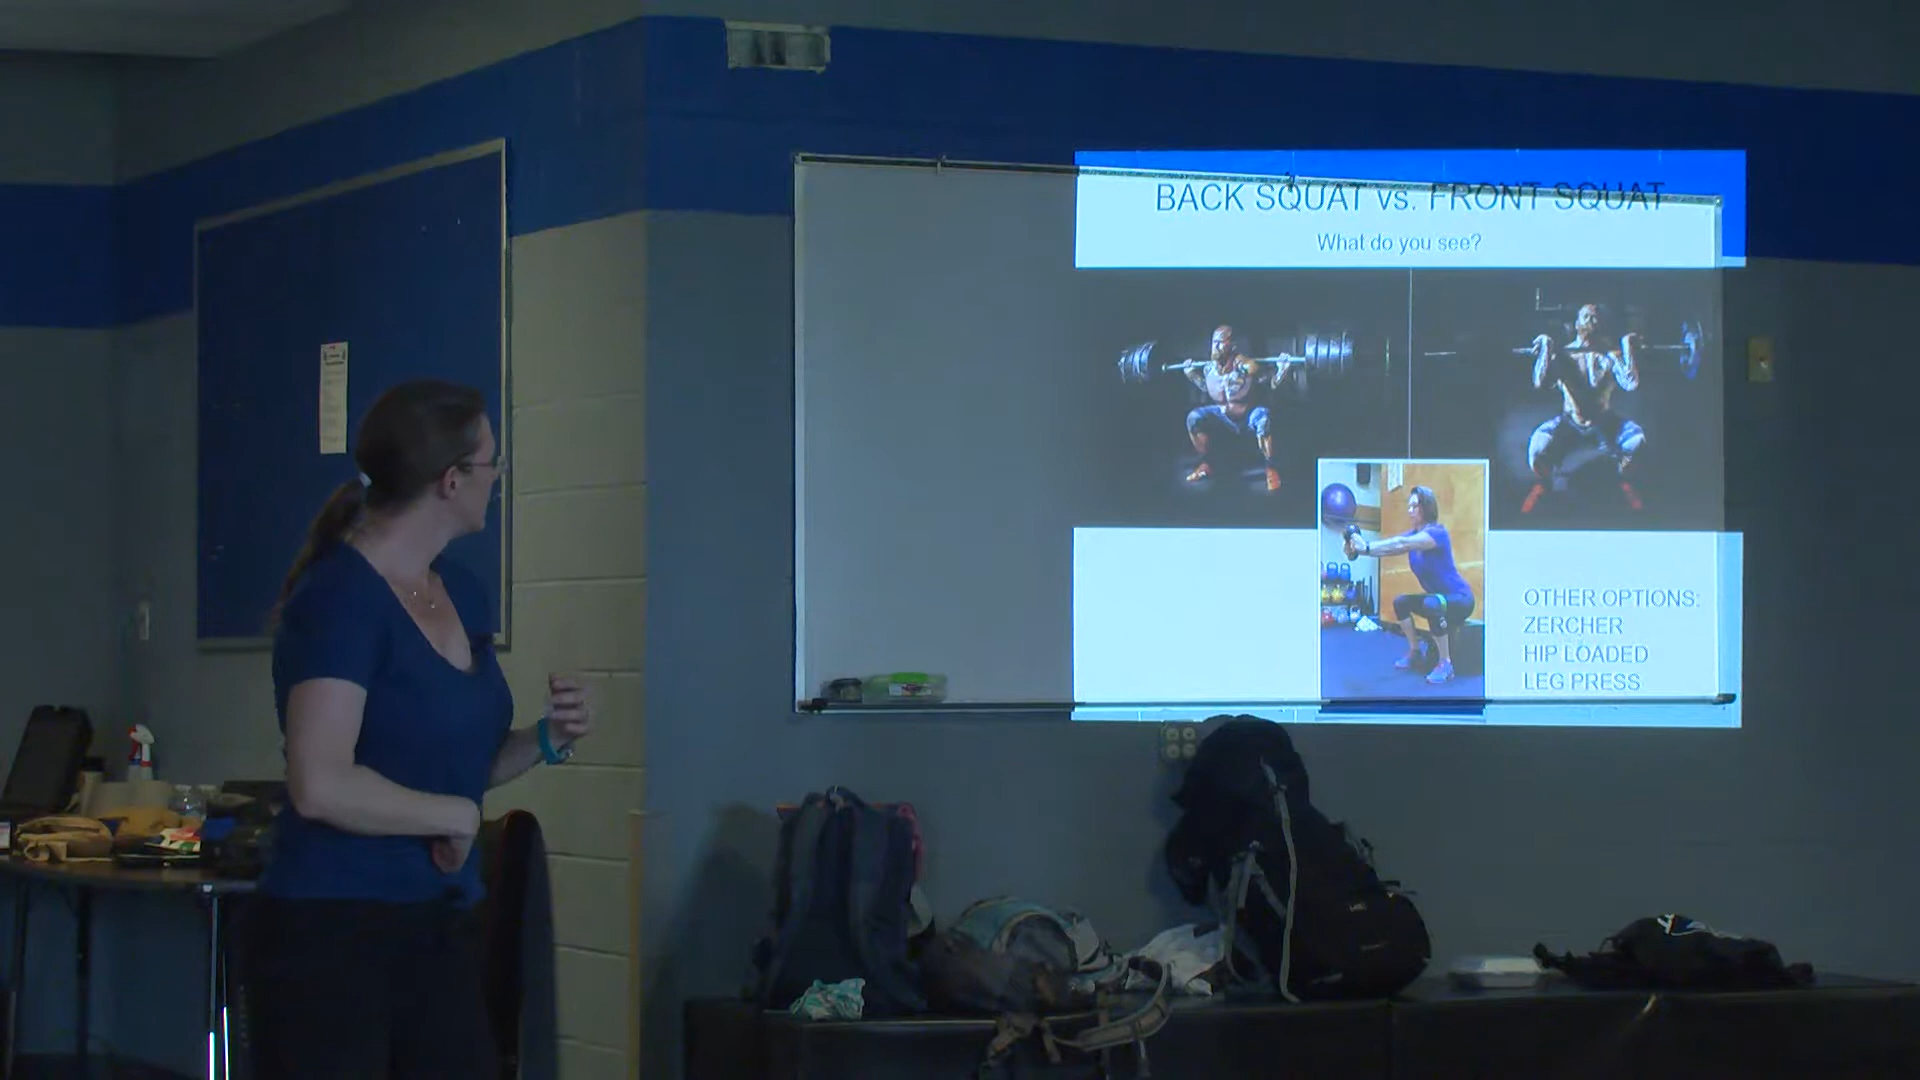 BACK SQUAT vs. FRONT SQUAT
What do you see?
OTHER OPTIONS:
ZERCHER
HIP LOADED
LEG PRESS